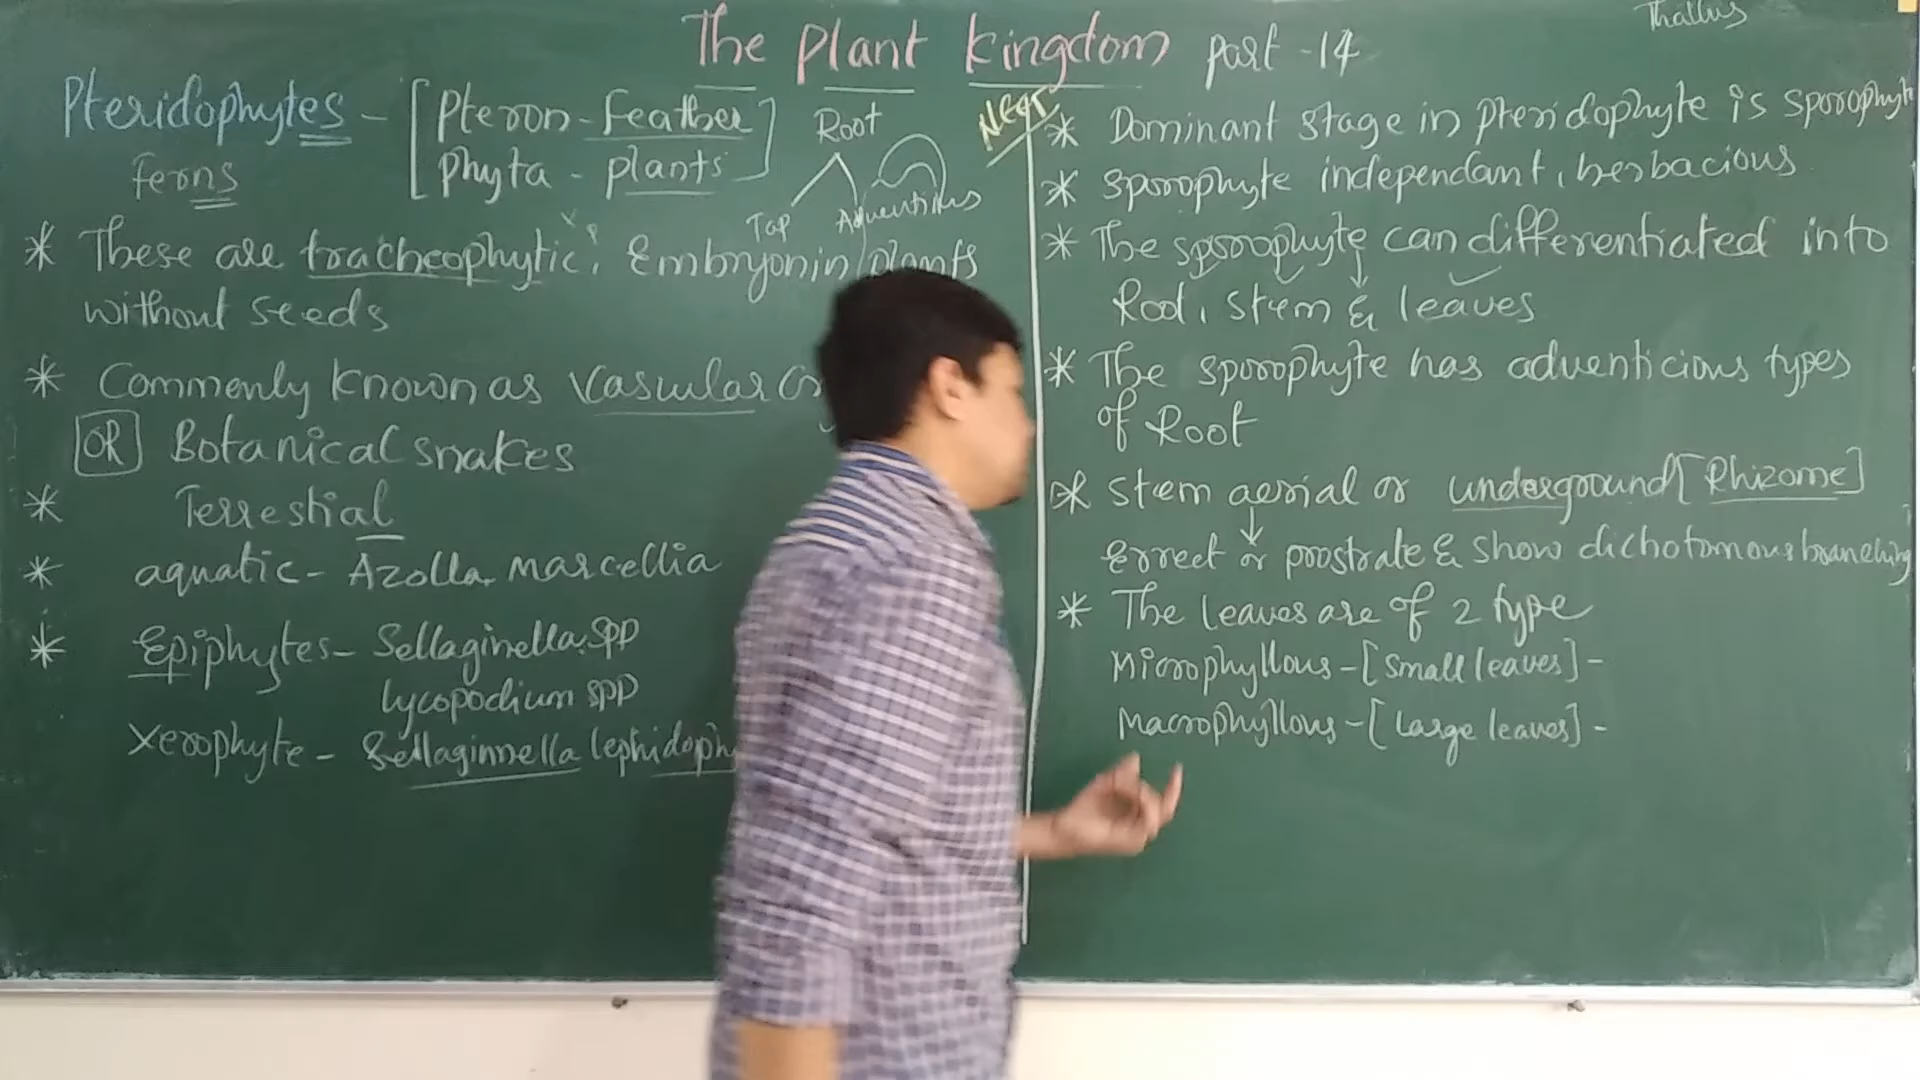 The Plant Kingdom part -14
Thallus
Pteridophytes - [Pteron - feather
phyta - plants]
ferns
Root
Tap Adventitius
* These are tracheophytic, Embryonin plants
without seeds
* Commenly known as Vascular
OR Botanical snakes
* Terrestial
* aquatic - Azolla, marcellia
* Epiphytes - Sellaginella.spp
lycopodium spp
Xerophyte - Sellaginnella
Neet
* Dominant stage in pteridophyte is sporophyte
* sporophyte independant, herbacious
* The sporophyte can differentiated into
Root, stem & leaves
* The sporophyte has adventicious types
of Root
* Stem aerial or underground [Rhizome]
Errect or prostrate & show dichotomous branching
* The leaves are of 2 type
Microphyllous - [small leaves] -
Macrophyllous - [Large leaves] -